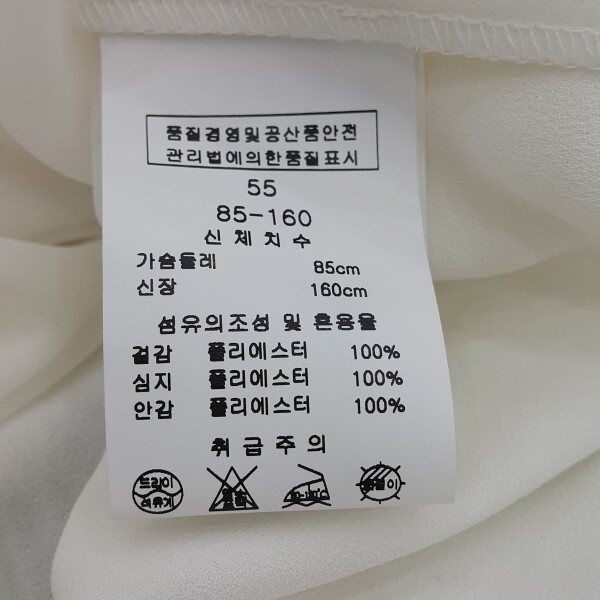 품질경영및공산품안전
관리법에의한품질표시
55
85-160
신체치수
가슴둘레 85cm
신장 160cm
섬유의조성 및 혼용율
겉감 폴리에스터 100%
심지 폴리에스터 100%
안감 폴리에스터 100%
취급주의
드라이
석유계